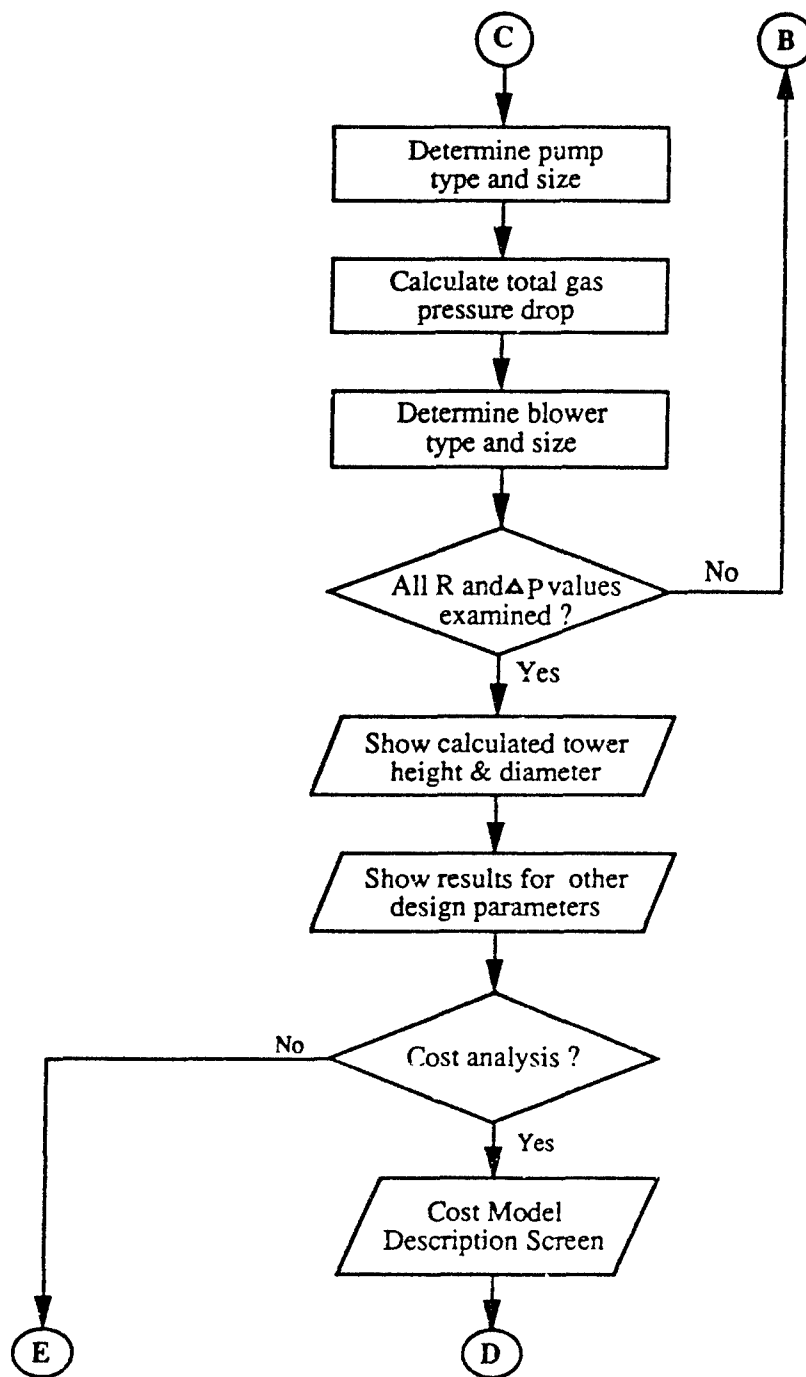 C
B
Determine pump
type and size
Calculate total gas
pressure drop
Determine blower
type and size
All R and Δ P values
examined ?
No
Yes
Show calculated tower
height & diameter
Show results for other
design parameters
No
Cost analysis ?
Yes
Cost Model
Description Screen
E
D